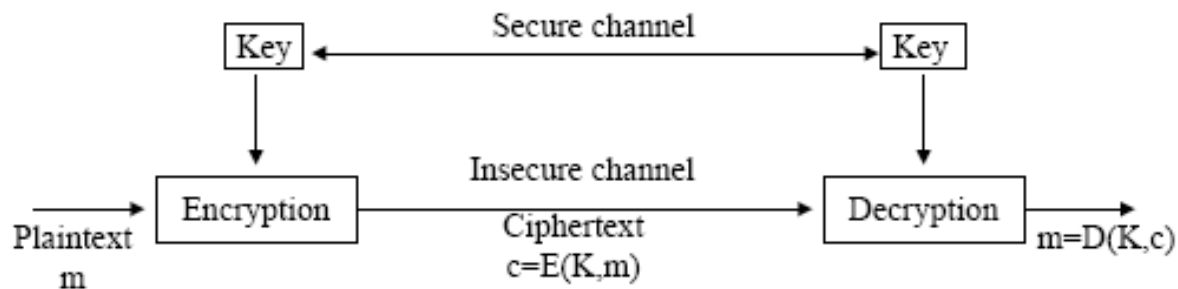 Secure channel
Key
Key
Insecure channel
Encryption
Decryption
Plaintext
m
Ciphertext
c=E(K,m)
m=D(K,c)